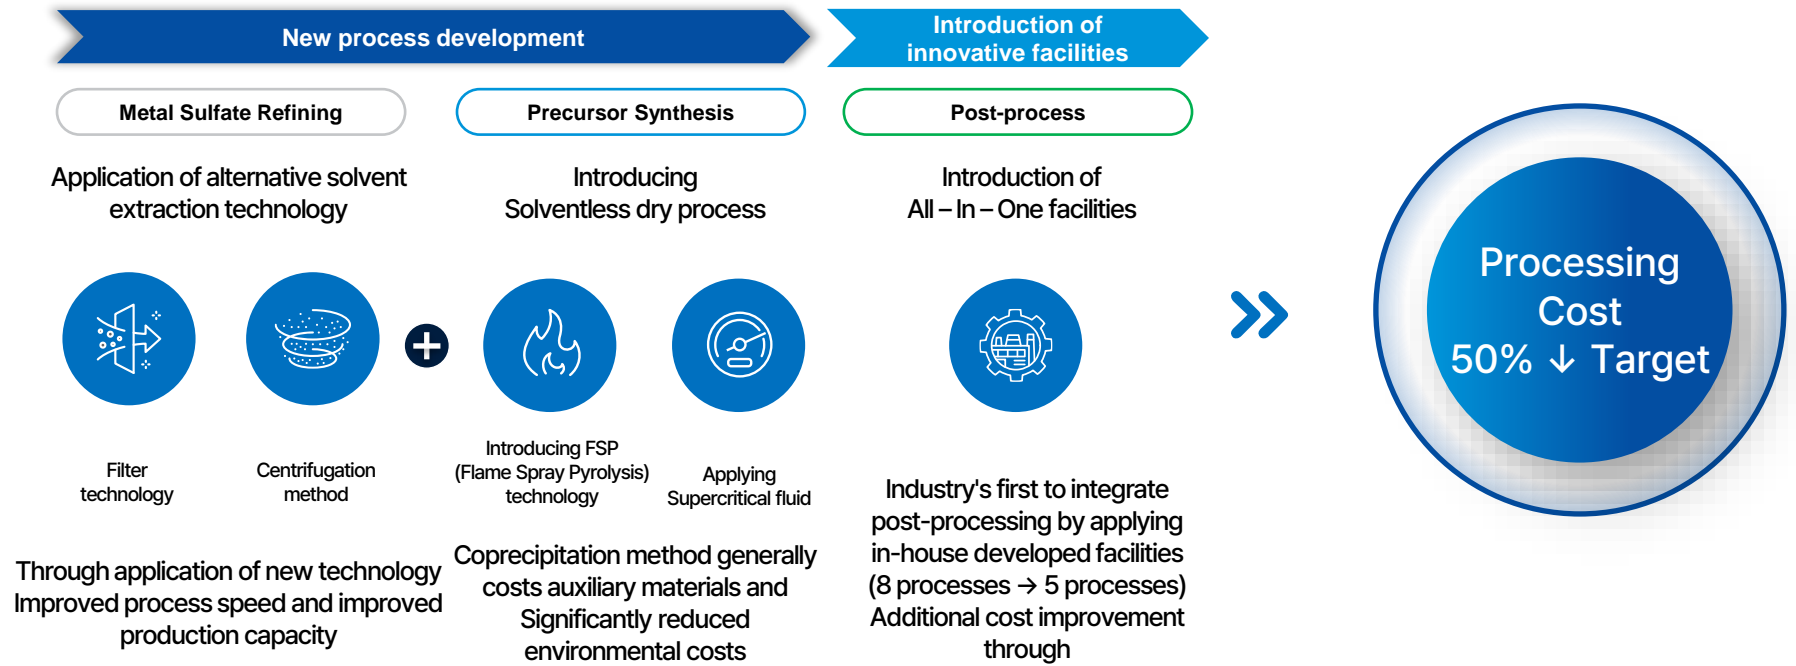 New process development
Introduction of
innovative facilities
Metal Sulfate Refining
Precursor Synthesis
Post-process
Application of alternative solvent
extraction technology
Introducing
Solventless dry process
Introduction of
All – In – One facilities
Filter
technology
Centrifugation
method
Introducing FSP
(Flame Spray Pyrolysis)
technology
Applying
Supercritical fluid
Through application of new technology
Improved process speed and improved
production capacity
Coprecipitation method generally
costs auxiliary materials and
Significantly reduced
environmental costs
Industry's first to integrate
post-processing by applying
in-house developed facilities
(8 processes → 5 processes)
Additional cost improvement
through
Processing
Cost
50% ↓ Target